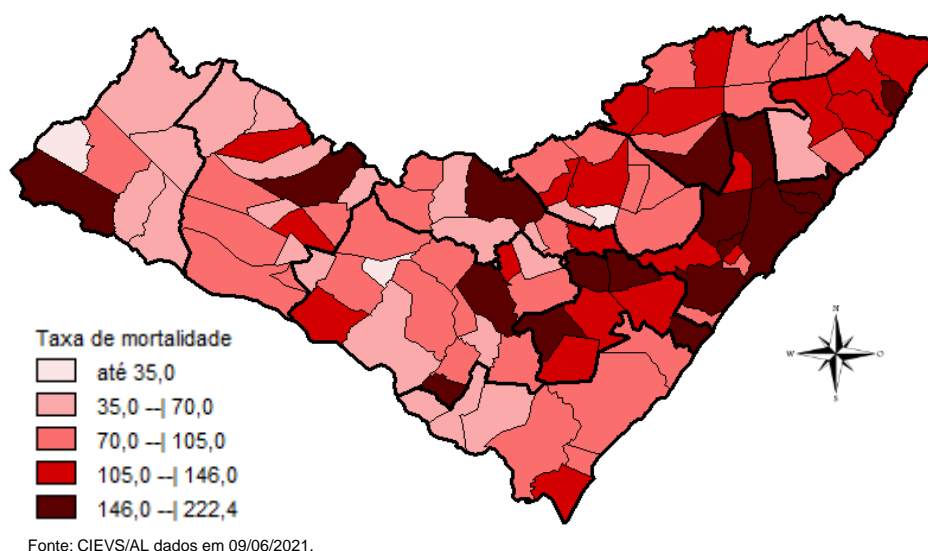 Taxa de mortalidade
até 35,0
35,0 --| 70,0
70,0 --| 105,0
105,0 --| 146,0
146,0 --| 222,4
N
W
O
S
Fonte: CIEVS/AL dados em 09/06/2021.